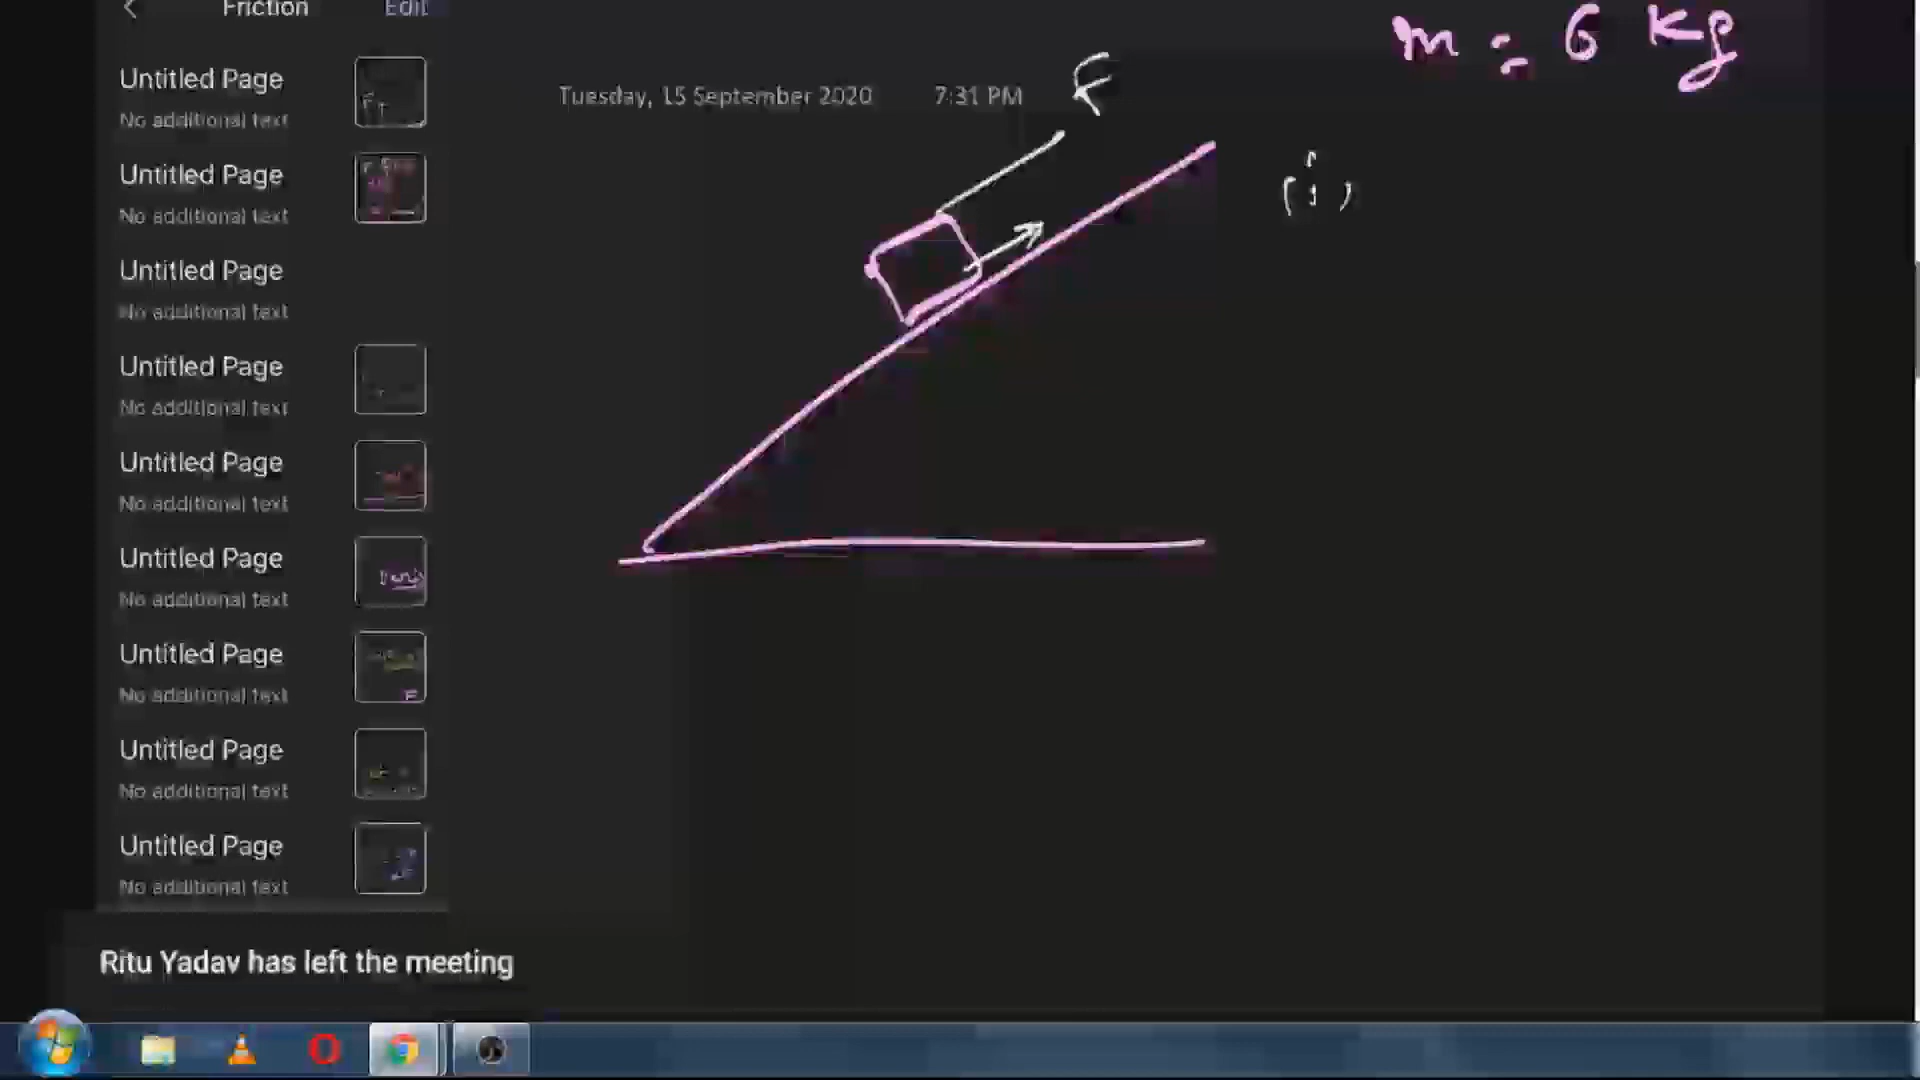 Friction Edit
m = 6 kg
Untitled Page
No additional text
Tuesday, 15 September 2020 7:31 PM
F
Untitled Page
No additional text
(i)
Untitled Page
No additional text
Untitled Page
No additional text
Untitled Page
No additional text
Untitled Page
No additional text
Untitled Page
No additional text
Untitled Page
No additional text
Untitled Page
No additional text
Ritu Yadav has left the meeting